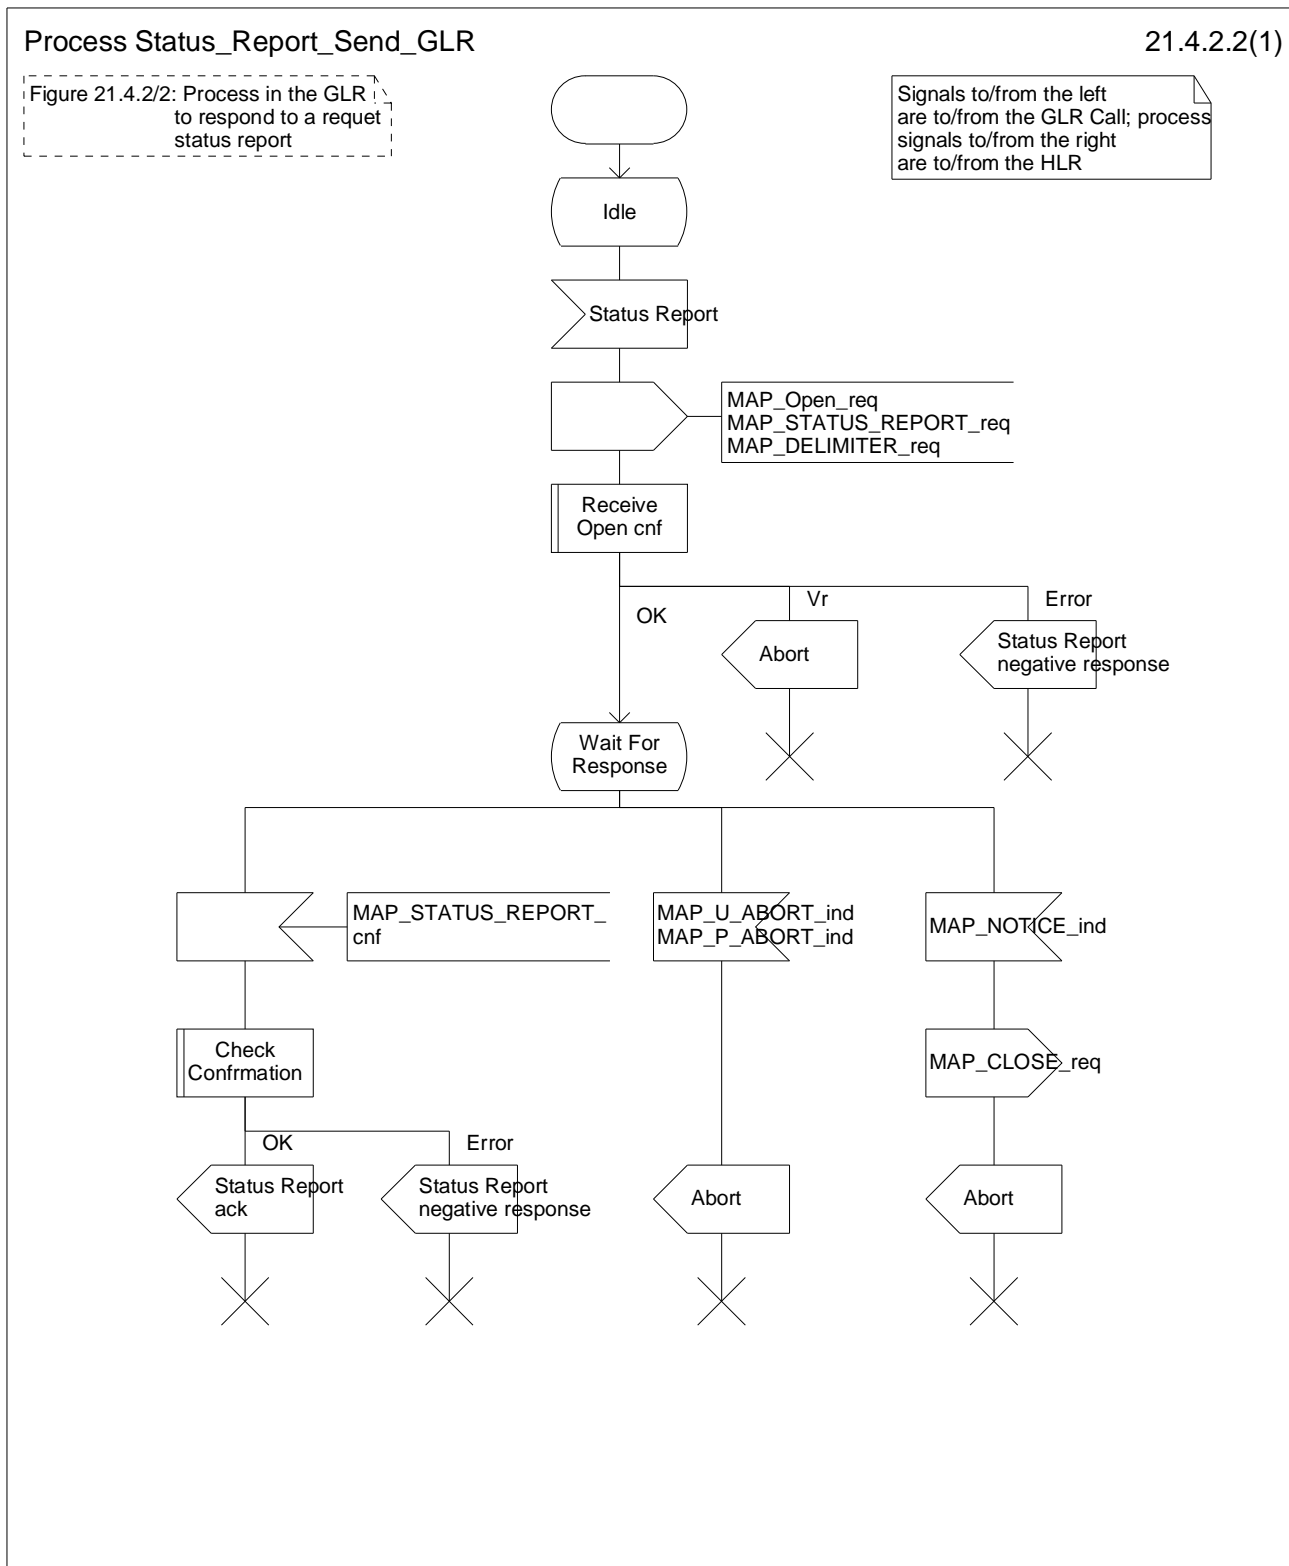 Process Status_Report_Send_GLR
21.4.2.2(1)
Figure 21.4.2/2: Process in the GLR
to respond to a requet
status report
Signals to/from the left
are to/from the GLR Call; process
signals to/from the right
are to/from the HLR
Idle
Status Report
MAP_Open_req
MAP_STATUS_REPORT_req
MAP_DELIMITER_req
Receive
Open cnf
OK
Vr
Error
Abort
Status Report
negative response
Wait For
Response
MAP_STATUS_REPORT_
cnf
MAP_U_ABORT_ind
MAP_P_ABORT_ind
MAP_NOTICE_ind
Check
Confrmation
MAP_CLOSE_req
OK
Error
Status Report
ack
Status Report
negative response
Abort
Abort